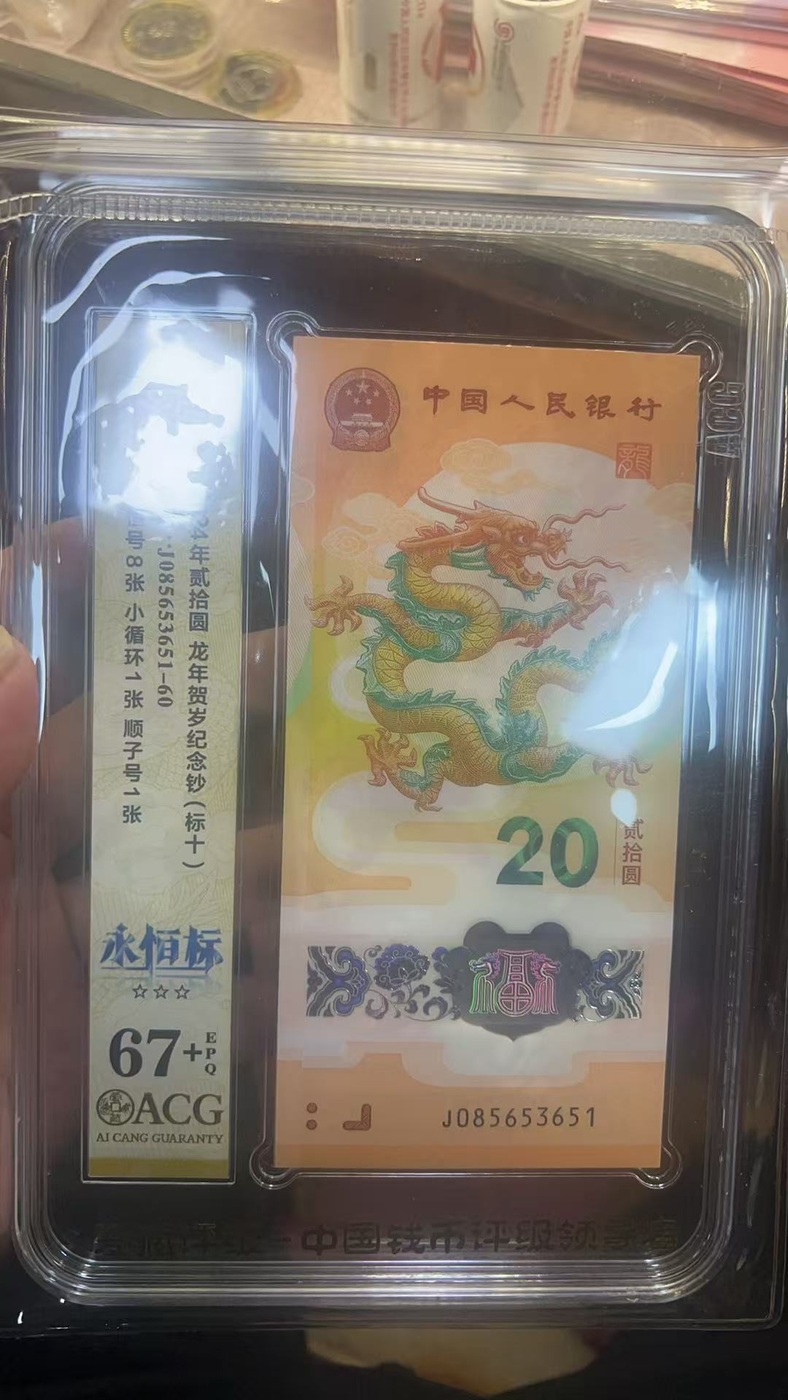 中国人民银行
20
贰拾圆
J085653651
24年贰拾圆 龙年贺岁纪念钞(标十)
:J085653651-60
号8张 小循环1张 顺子号1张
永恒标
☆☆☆
67+EPQ
ACG
AI CANG GUARANTY
ACG
中国钱币评级领